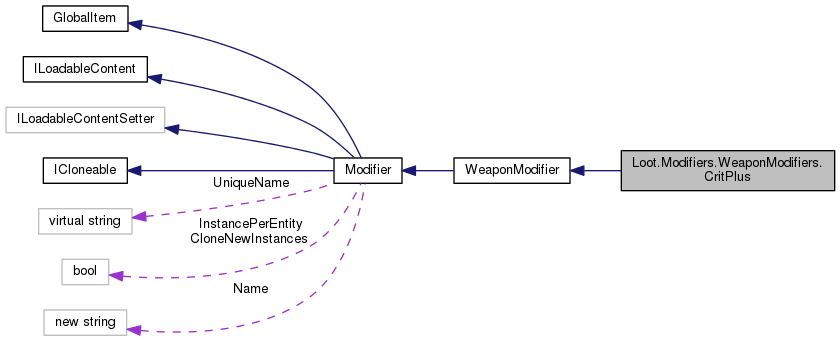 GlobalItem
ILoadableContent
ILoadableContentSetter
ICloneable
Modifier
WeaponModifier
Loot.Modifiers.WeaponModifiers.
CritPlus
UniqueName
virtual string
InstancePerEntity
CloneNewInstances
bool
Name
new string